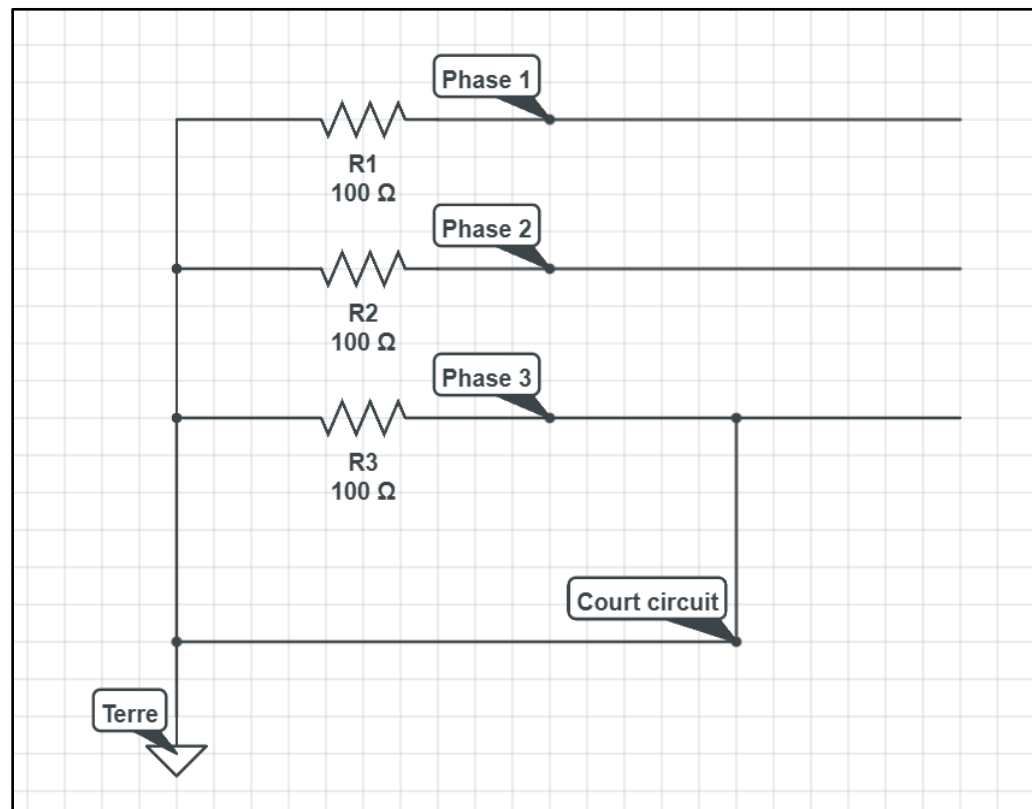 Phase 1
R1
100 Ω
Phase 2
R2
100 Ω
Phase 3
R3
100 Ω
Court circuit
Terre